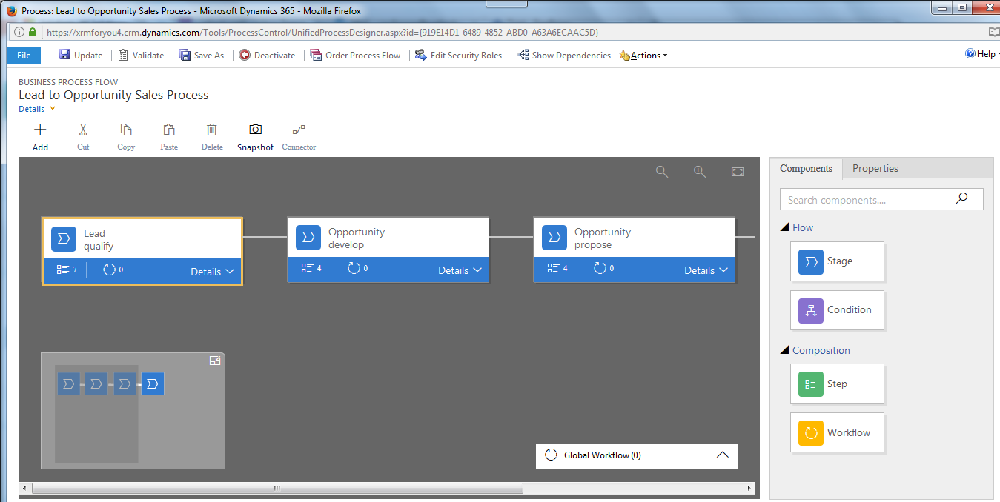 Process: Lead to Opportunity Sales Process - Microsoft Dynamics 365 - Mozilla Firefox
https://xrmforyou4.crm.dynamics.com/Tools/ProcessControl/UnifiedProcessDesigner.aspx?id={919E14D1-6489-4852-ABD0-A63A6ECAAC5D}
File Update Validate Save As Deactivate Order Process Flow Edit Security Roles Show Dependencies Actions Help
BUSINESS PROCESS FLOW
Lead to Opportunity Sales Process
Details
Add Cut Copy Paste Delete Snapshot Connector
Lead
qualify
7 0 Details
Opportunity
develop
4 0 Details
Opportunity
propose
4 0 Details
Global Workflow (0)
Components Properties
Search components....
Flow
Stage
Condition
Composition
Step
Workflow